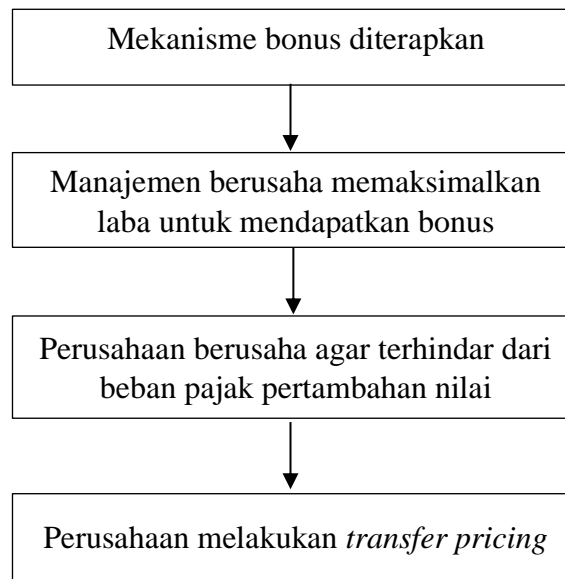 Mekanisme bonus diterapkan
Manajemen berusaha memaksimalkan
laba untuk mendapatkan bonus
Perusahaan berusaha agar terhindar dari
beban pajak pertambahan nilai
Perusahaan melakukan transfer pricing